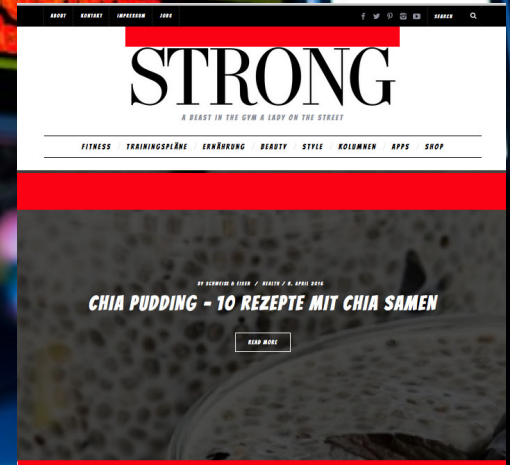 ABOUT KONTAKT IMPRESSUM JOBS SEARCH
STRONG
A BEAST IN THE GYM A LADY ON THE STREET
FITNESS / TRAININGSPLÄNE / ERNÄHRUNG / BEAUTY / STYLE / KOLUMNEN / APPS / SHOP
BY SCHWEISS & EISEN / HEALTH / 8. APRIL 2016
CHIA PUDDING – 10 REZEPTE MIT CHIA SAMEN
READ MORE